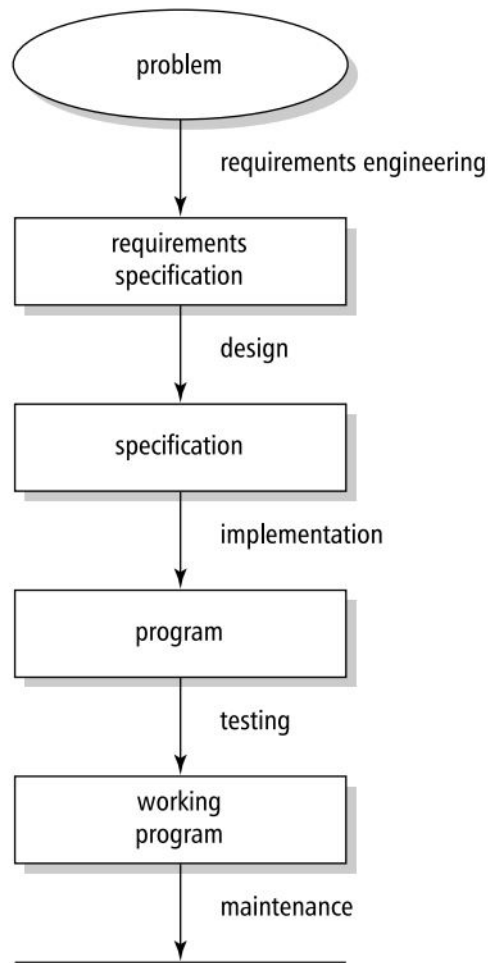 problem
requirements engineering
requirements
specification
design
specification
implementation
program
testing
working
program
maintenance